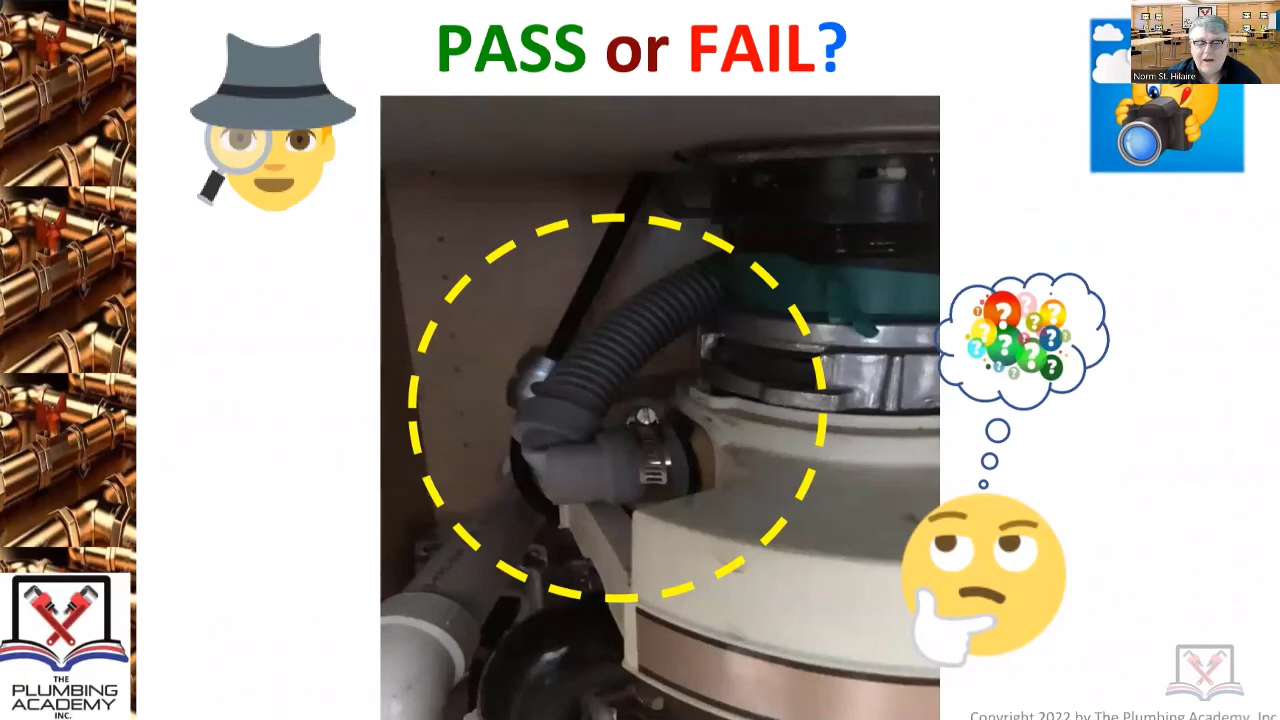 PASS or FAIL?
Norm St. Hilaire
? ? ? ? ? ? ? ? ? ? ?
THE
PLUMBING
ACADEMY
INC.
Copyright 2022 by The Plumbing Academy, Inc